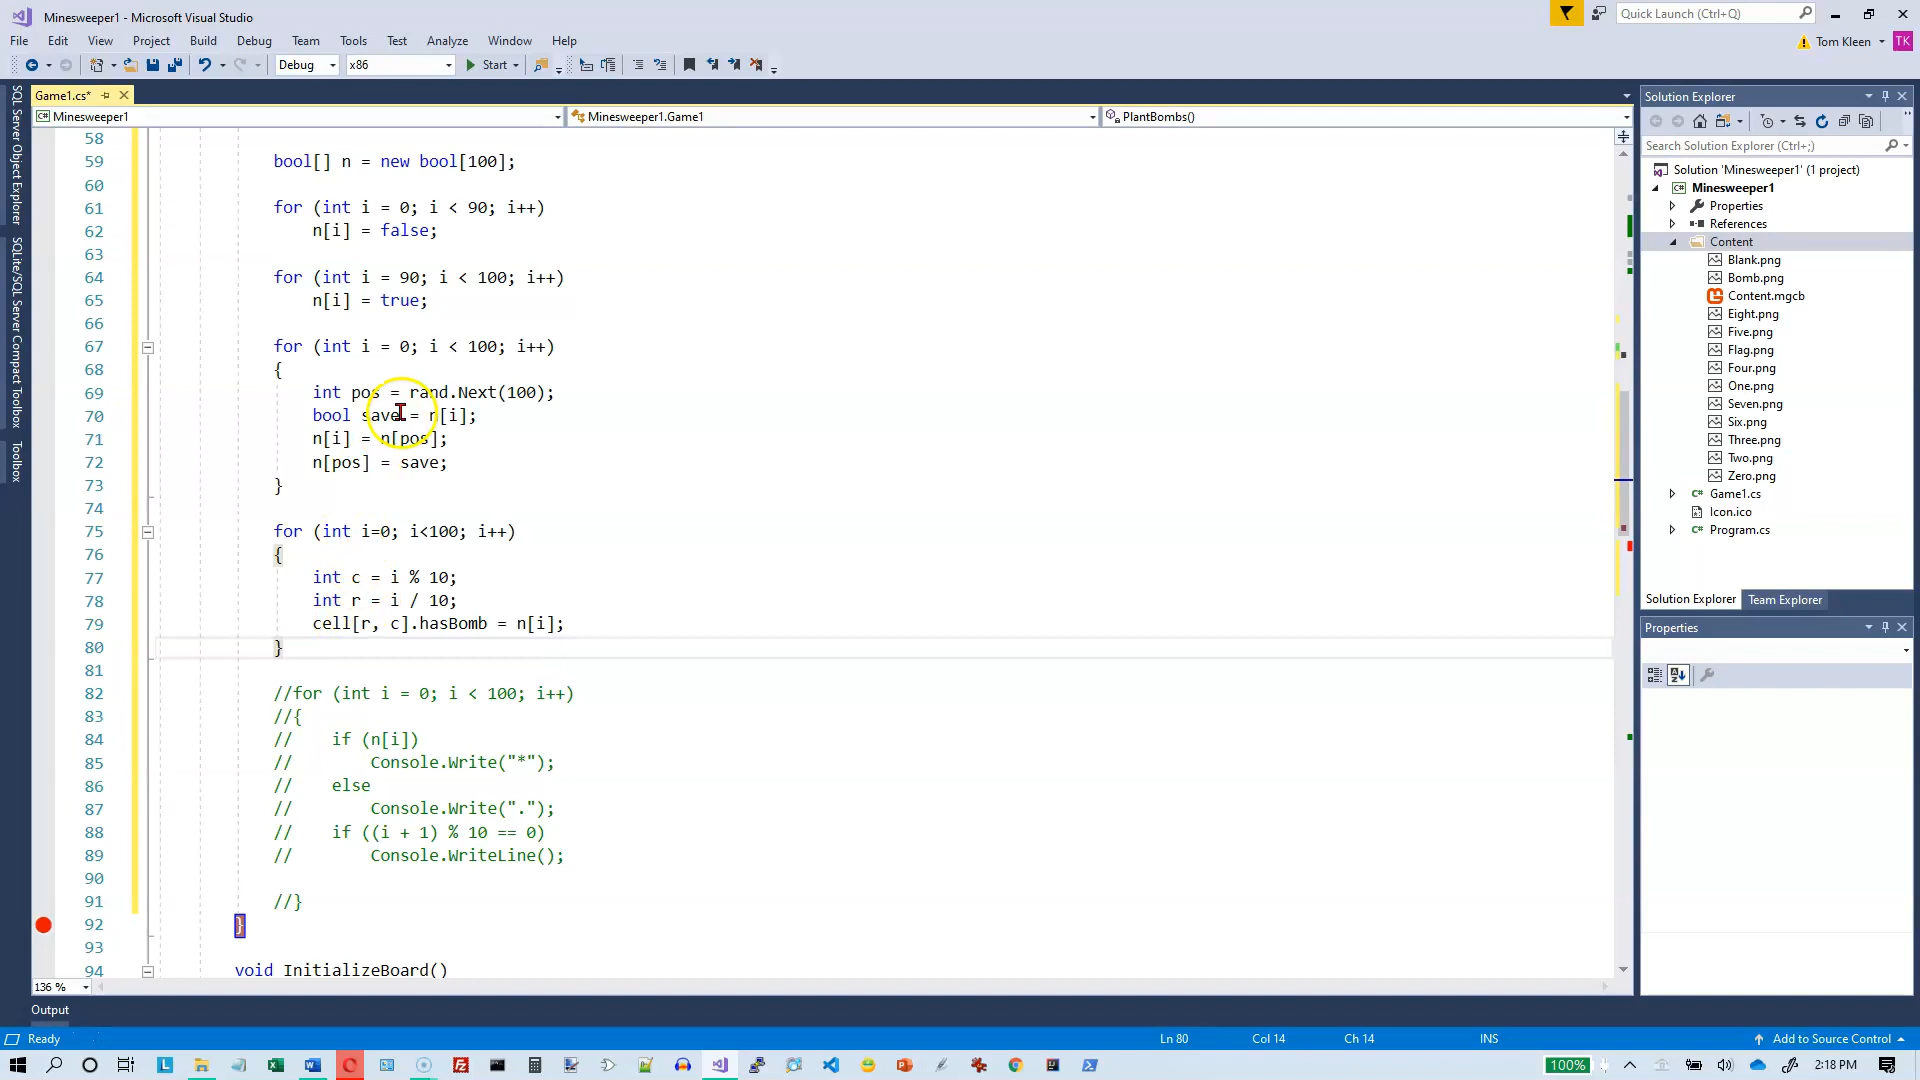 Minesweeper1 - Microsoft Visual Studio
Quick Launch (Ctrl+Q)
File Edit View Project Build Debug Team Tools Test Analyze Window Help
Tom Kleen TK
Debug x86 Start
Game1.cs*
Minesweeper1 Minesweeper1.Game1 PlantBombs()
SQL Server Object Explorer
SQLite/SQL Server Compact Toolbox
Toolbox
58
59 bool[] n = new bool[100];
60
61 for (int i = 0; i < 90; i++)
62 n[i] = false;
63
64 for (int i = 90; i < 100; i++)
65 n[i] = true;
66
67 for (int i = 0; i < 100; i++)
68 {
69 int pos = rand.Next(100);
70 bool save = n[i];
71 n[i] = n[pos];
72 n[pos] = save;
73 }
74
75 for (int i=0; i<100; i++)
76 {
77 int c = i % 10;
78 int r = i / 10;
79 cell[r, c].hasBomb = n[i];
80 }
81
82 //for (int i = 0; i < 100; i++)
83 //{
84 // if (n[i])
85 // Console.Write("*");
86 // else
87 // Console.Write(".");
88 // if ((i + 1) % 10 == 0)
89 // Console.WriteLine();
90
91 //}
92 }
93
94 void InitializeBoard()
136 %
Output
Solution Explorer
Search Solution Explorer (Ctrl+;)
Solution 'Minesweeper1' (1 project)
Minesweeper1
Properties
References
Content
Blank.png
Bomb.png
Content.mgcb
Eight.png
Five.png
Flag.png
Four.png
One.png
Seven.png
Six.png
Three.png
Two.png
Zero.png
Game1.cs
Icon.ico
Program.cs
Solution Explorer Team Explorer
Properties
Ready Ln 80 Col 14 Ch 14 INS Add to Source Control
100% 2:18 PM